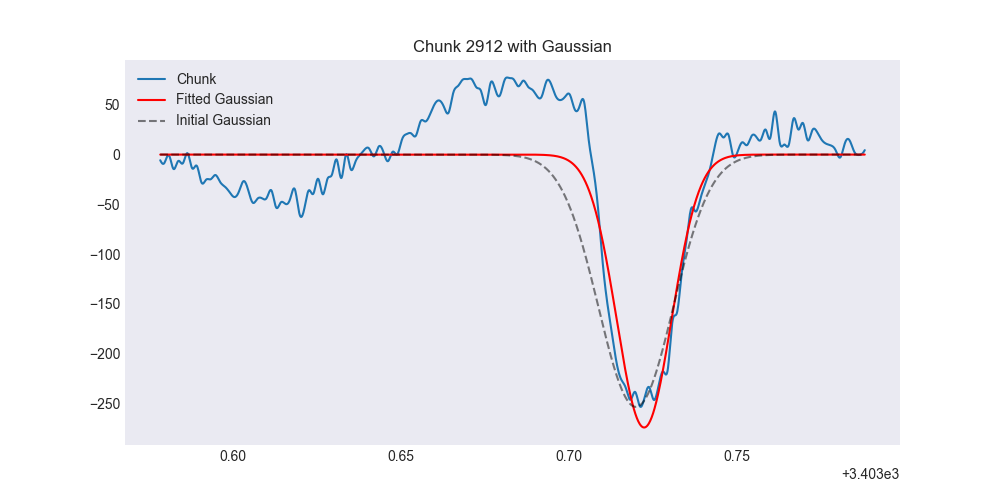 Chunk 2912 with Gaussian
Chunk
Fitted Gaussian
Initial Gaussian
50
0
−50
−100
−150
−200
−250
0.60 0.65 0.70 0.75
+3.403e3